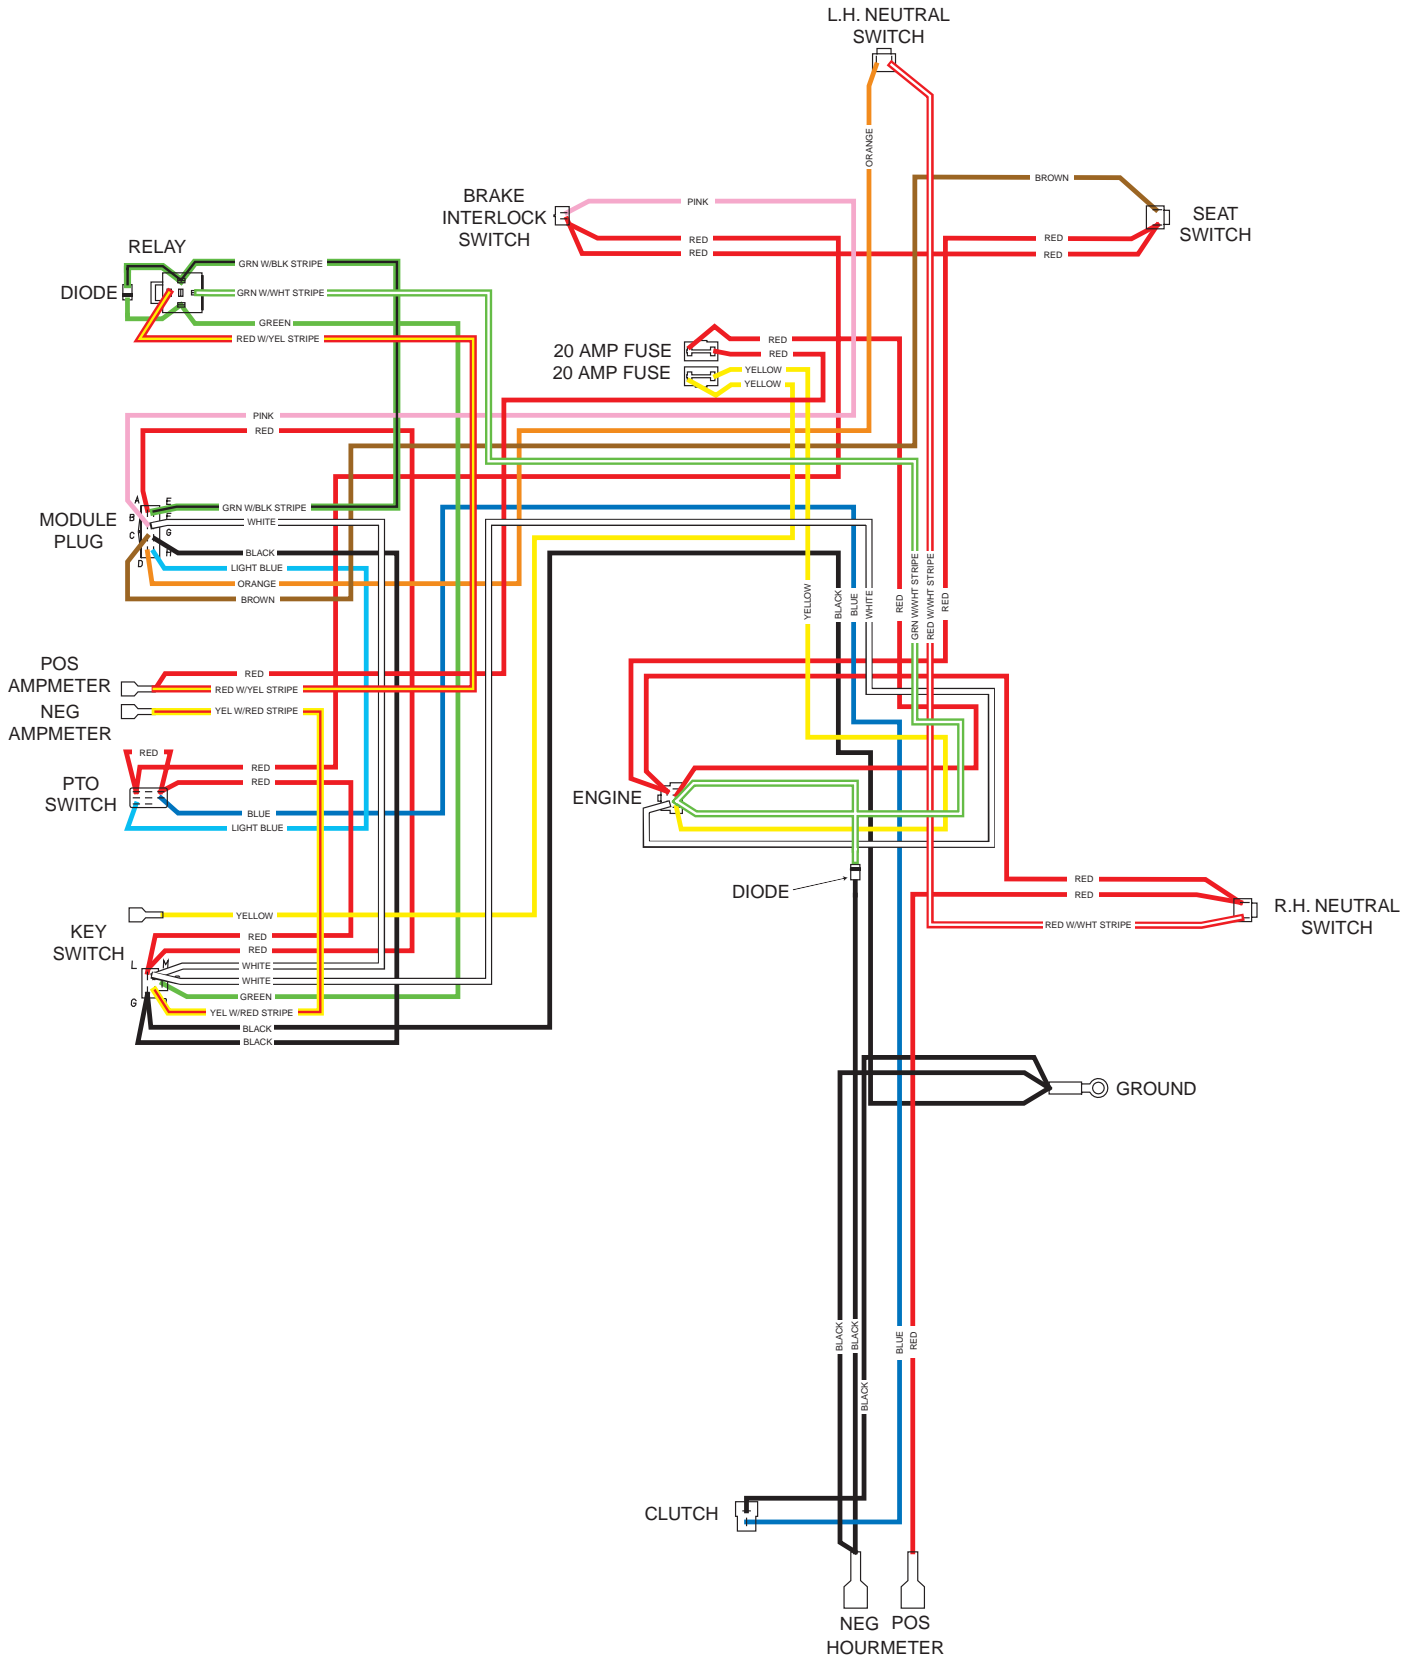 L.H. NEUTRAL
SWITCH
ORANGE
BROWN
BRAKE
INTERLOCK
SWITCH
PINK
RED
RED
SEAT
SWITCH
RED
RED
RELAY
DIODE
GRN W/BLK STRIPE
GRN W/WHT STRIPE
GREEN
RED W/YEL STRIPE
20 AMP FUSE
20 AMP FUSE
RED
RED
YELLOW
YELLOW
PINK
RED
MODULE
PLUG
A
B
C
D
E
F
G
H
GRN W/BLK STRIPE
WHITE
BLACK
LIGHT BLUE
ORANGE
BROWN
YELLOW
BLACK
BLUE
WHITE
RED
GRN W/WHT STRIPE
RED W/WHT STRIPE
RED
POS
AMPMETER
NEG
AMPMETER
RED
RED W/YEL STRIPE
YEL W/RED STRIPE
PTO
SWITCH
RED
RED
RED
BLUE
LIGHT BLUE
ENGINE
DIODE
RED
RED
RED W/WHT STRIPE
R.H. NEUTRAL
SWITCH
KEY
SWITCH
L
M
G
YELLOW
RED
RED
WHITE
WHITE
GREEN
YEL W/RED STRIPE
BLACK
BLACK
GROUND
BLACK
BLACK
BLACK
BLUE
RED
CLUTCH
NEG POS
HOURMETER